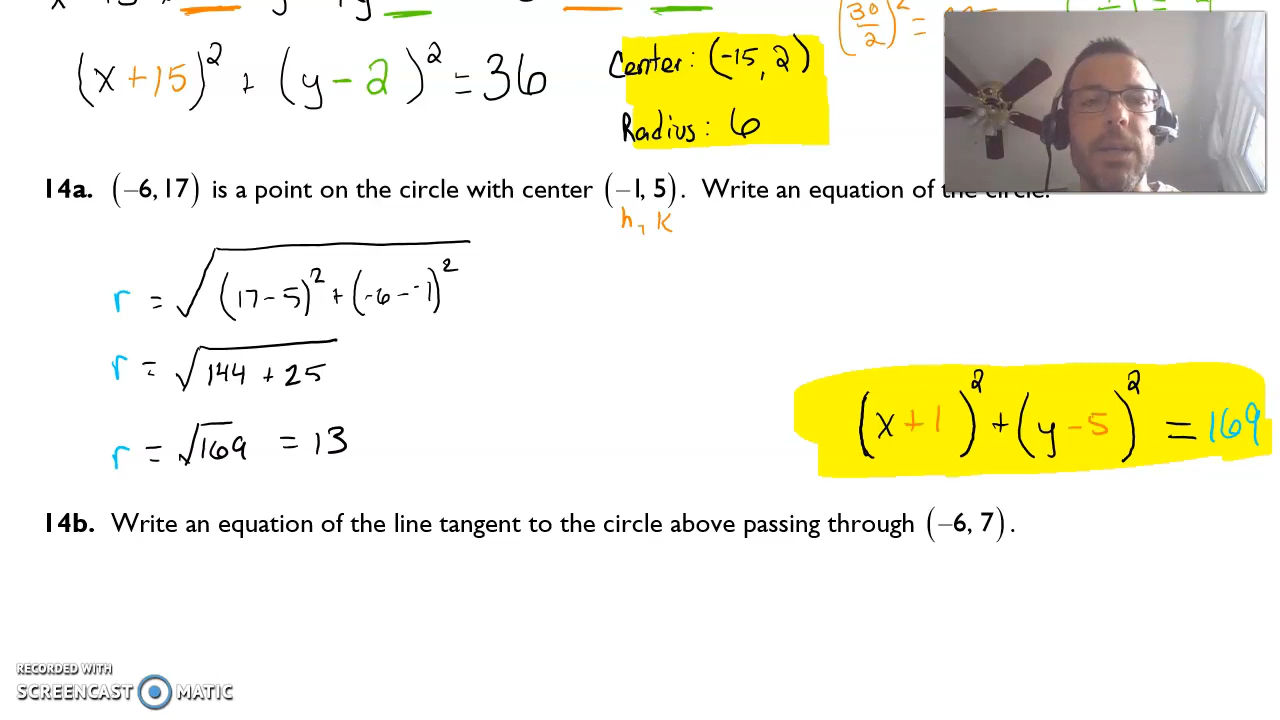 (x + 15)² + (y - 2)² = 36
Center: (-15, 2)
Radius: 6
(30/2)² =
14a. (–6, 17) is a point on the circle with center (–1, 5). Write an equation of the circle.
h, k
r = √((17-5)² + (-6 - -1)²)
r = √(144 + 25)
r = √169 = 13
(x + 1)² + (y - 5)² = 169
14b. Write an equation of the line tangent to the circle above passing through (–6, 7).
RECORDED WITH
SCREENCAST MATIC